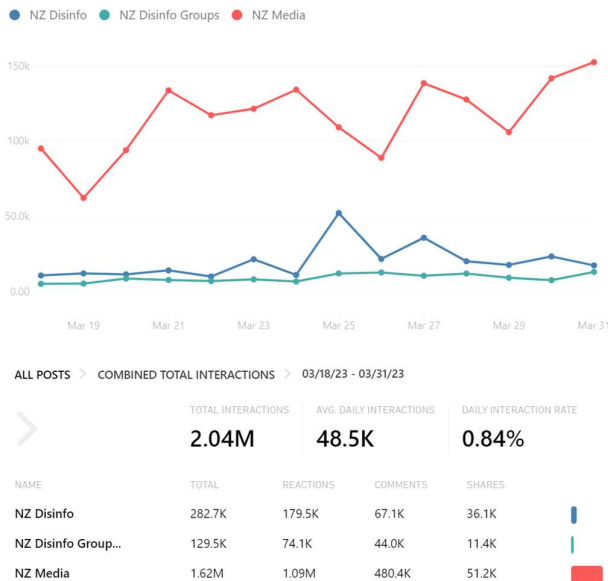 NZ Disinfo NZ Disinfo Groups NZ Media
150k
100k
50.0k
0.00
Mar 19 Mar 21 Mar 23 Mar 25 Mar 27 Mar 29 Mar 31
ALL POSTS COMBINED TOTAL INTERACTIONS 03/18/23 - 03/31/23
TOTAL INTERACTIONS AVG. DAILY INTERACTIONS DAILY INTERACTION RATE
2.04M 48.5K 0.84%
NAME TOTAL REACTIONS COMMENTS SHARES
NZ Disinfo 282.7K 179.5K 67.1K 36.1K
NZ Disinfo Group... 129.5K 74.1K 44.0K 11.4K
NZ Media 1.62M 1.09M 480.4K 51.2K